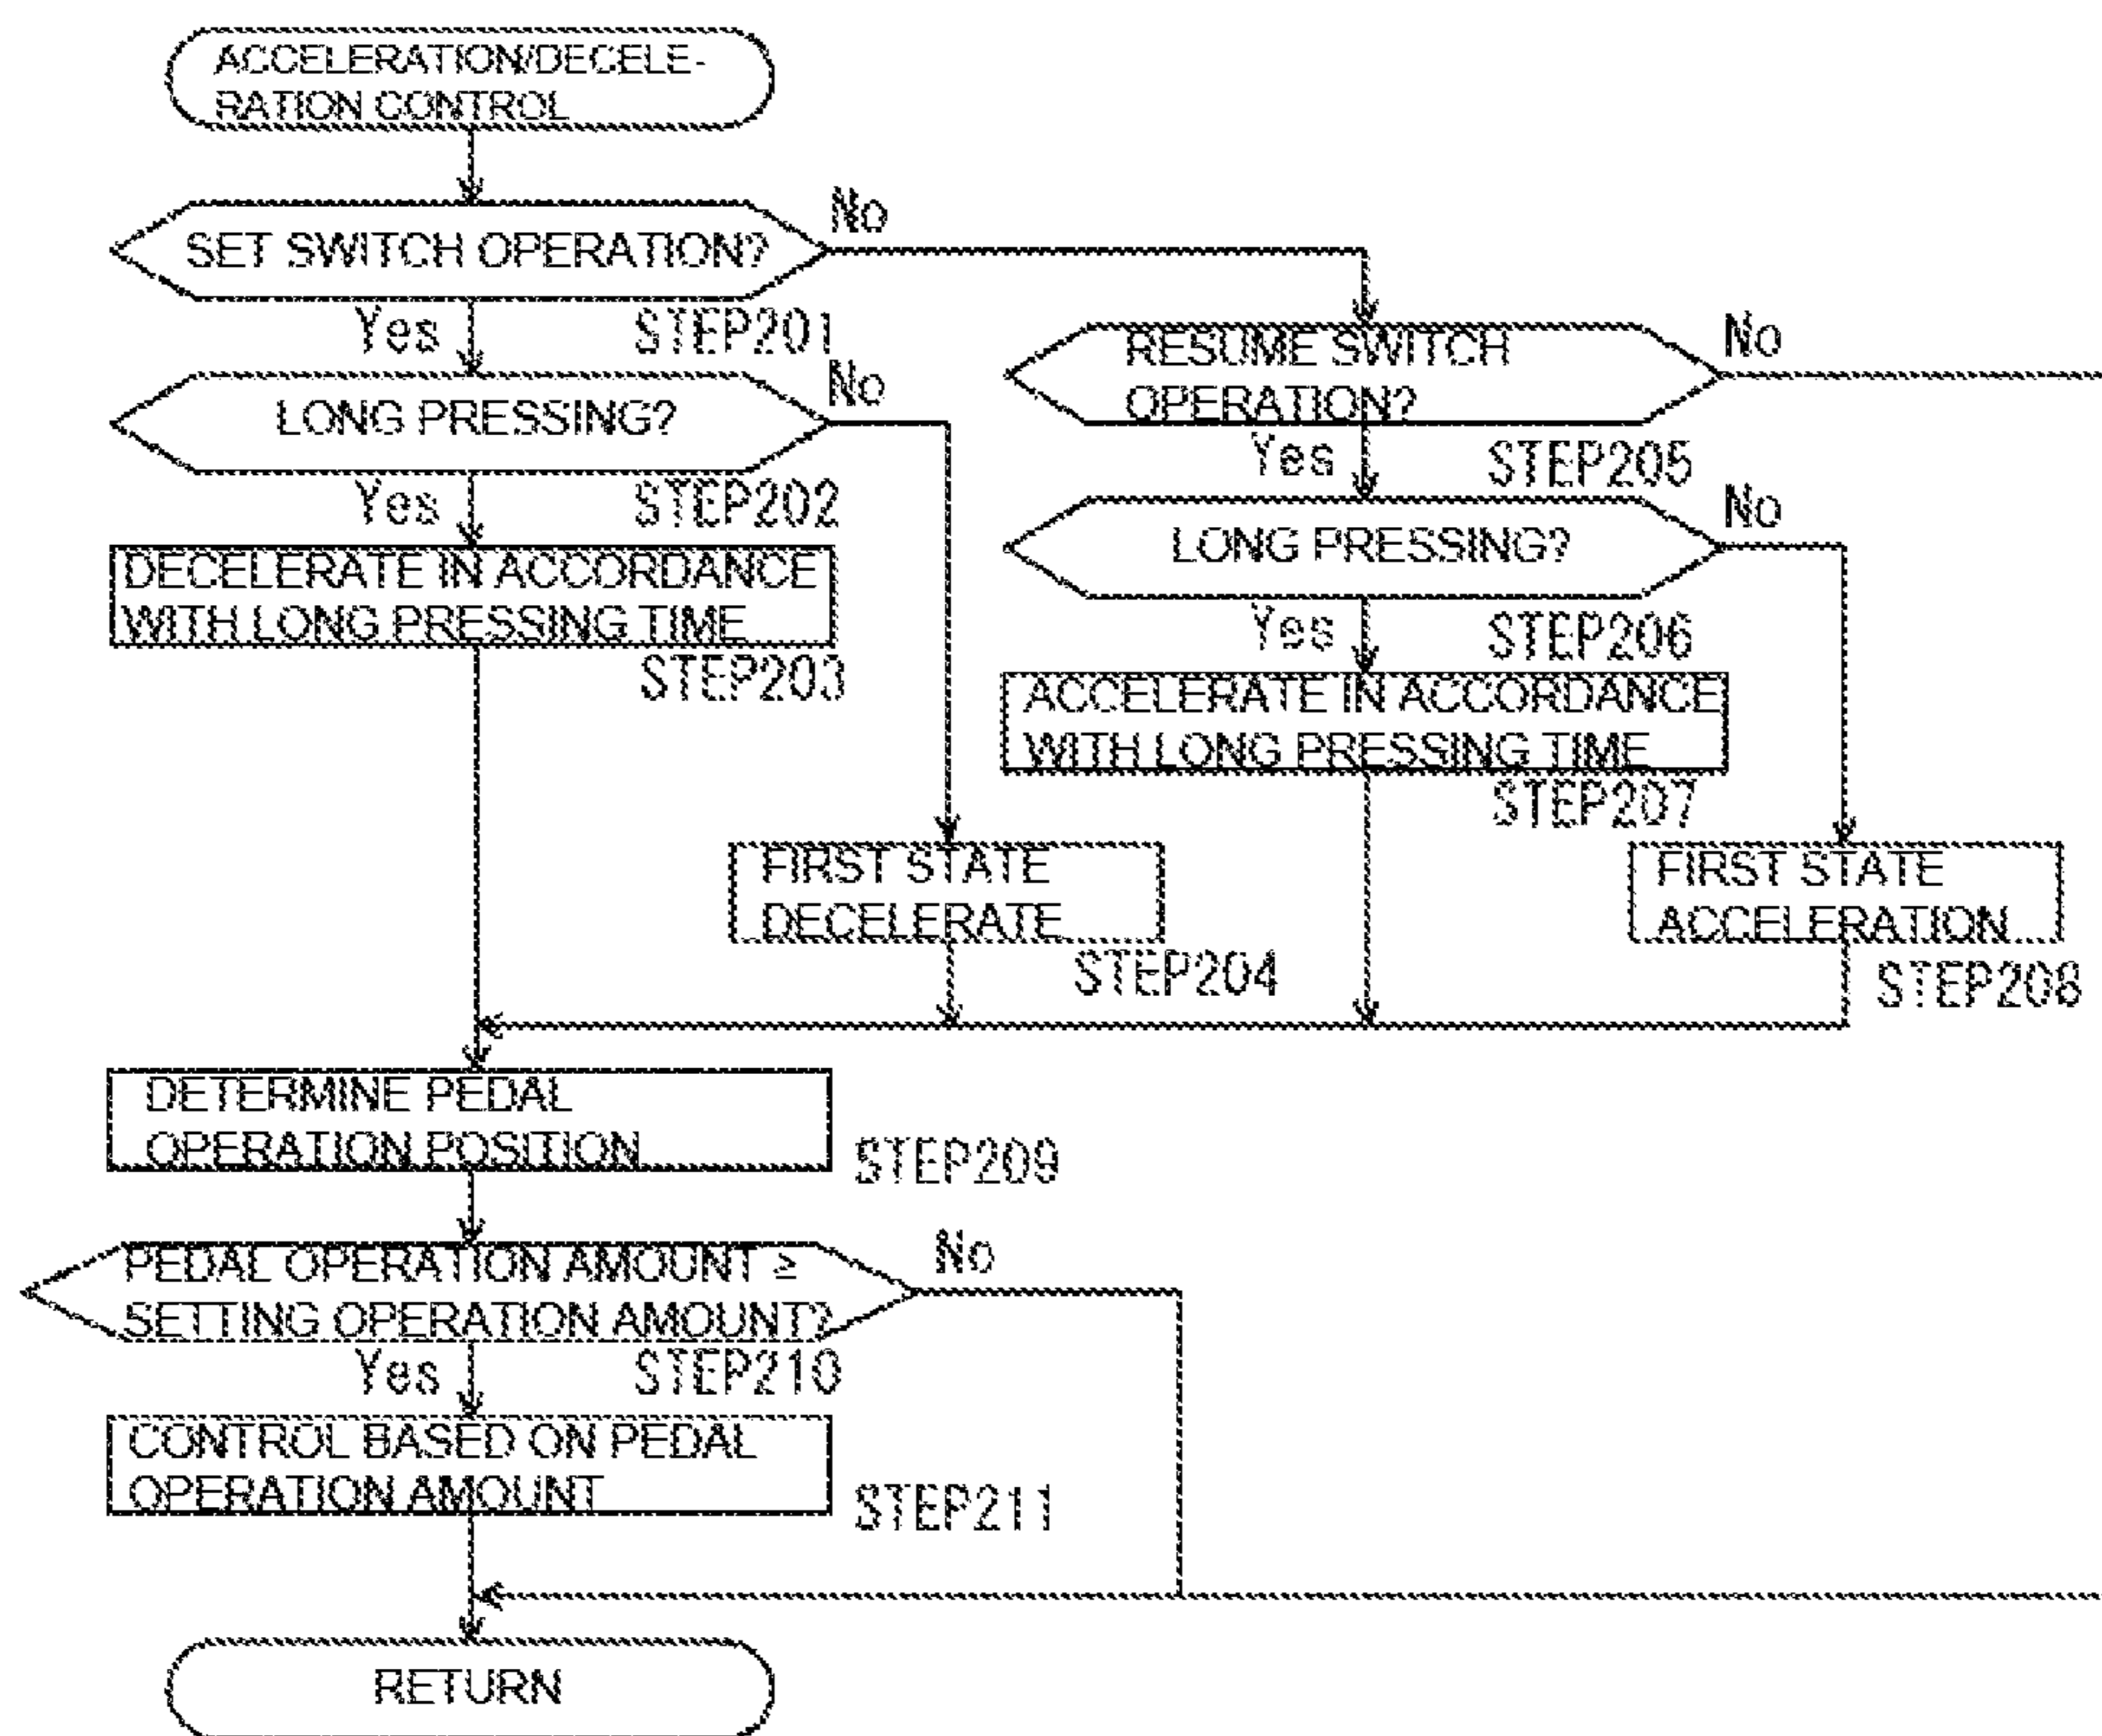 ACCELERATION/DECELE-
RATION CONTROL
SET SWITCH OPERATION?
No
Yes
STEP201
LONG PRESSING?
No
Yes
STEP202
DECELERATE IN ACCORDANCE
WITH LONG PRESSING TIME
STEP203
FIRST STATE
DECELERATE
STEP204
RESUME SWITCH
OPERATION?
No
Yes
STEP205
LONG PRESSING?
No
Yes
STEP206
ACCELERATE IN ACCORDANCE
WITH LONG PRESSING TIME
STEP207
FIRST STATE
ACCELERATION
STEP208
DETERMINE PEDAL
OPERATION POSITION
STEP209
PEDAL OPERATION AMOUNT ≥
SETTING OPERATION AMOUNT?
No
Yes
STEP210
CONTROL BASED ON PEDAL
OPERATION AMOUNT
STEP211
RETURN